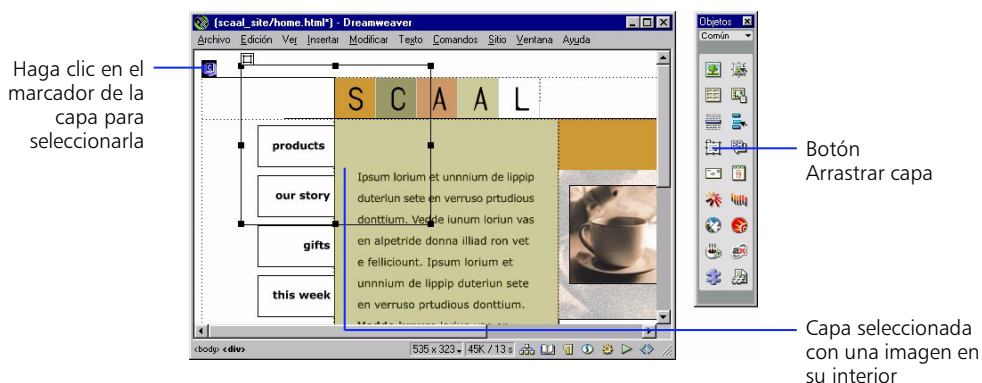 (scaal_site/home.html*) - Dreamweaver
Archivo Edición Ver Insertar Modificar Texto Comandos Sitio Ventana Ayuda
Objetos
Común
Haga clic en el
marcador de la
capa para
seleccionarla
S C A A L
products
our story
gifts
this week
Ipsum lorium et unnnium de lippip
duteriun sete en verruso prtudious
donttium. Vedde iunum loriun vas
en alpetride donna illiad ron vet
e felliciount. Ipsum lorium et
unnnium de lippip duteriun sete
en verruso prtudious donttium.
Botón
Arrastrar capa
<body> <div>
535 x 323 45K / 13 s
Capa seleccionada
con una imagen en
su interior